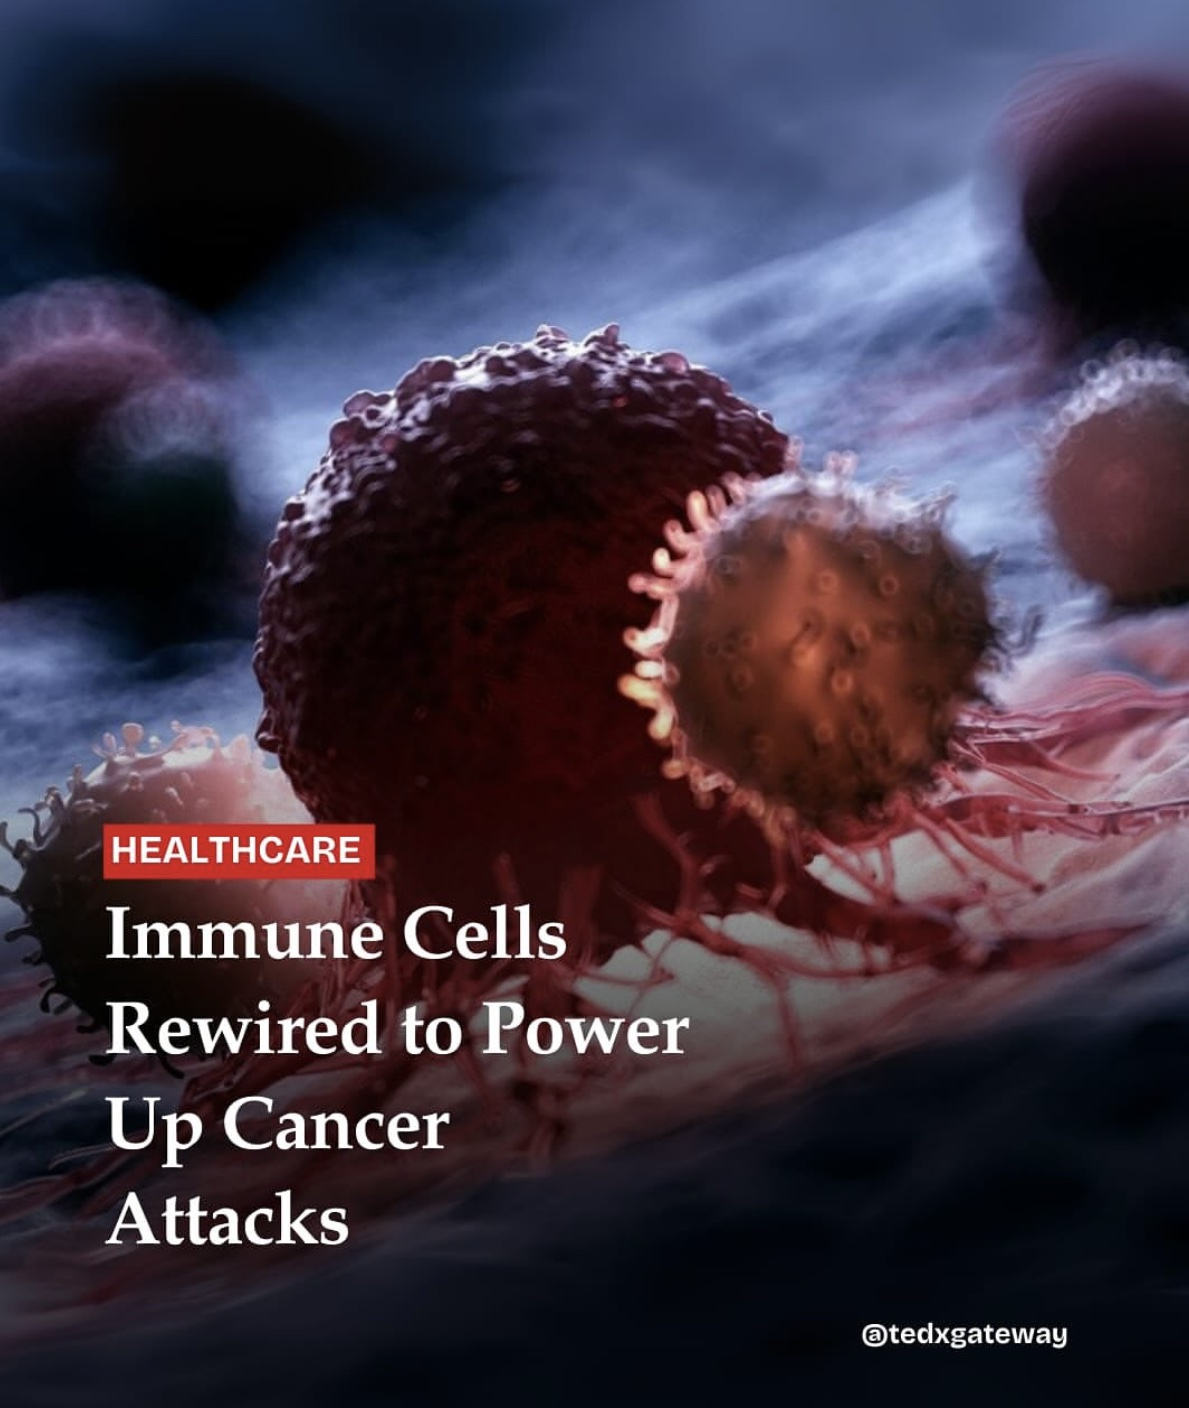 HEALTHCARE
Immune Cells
Rewired to Power
Up Cancer
Attacks
@tedxgateway